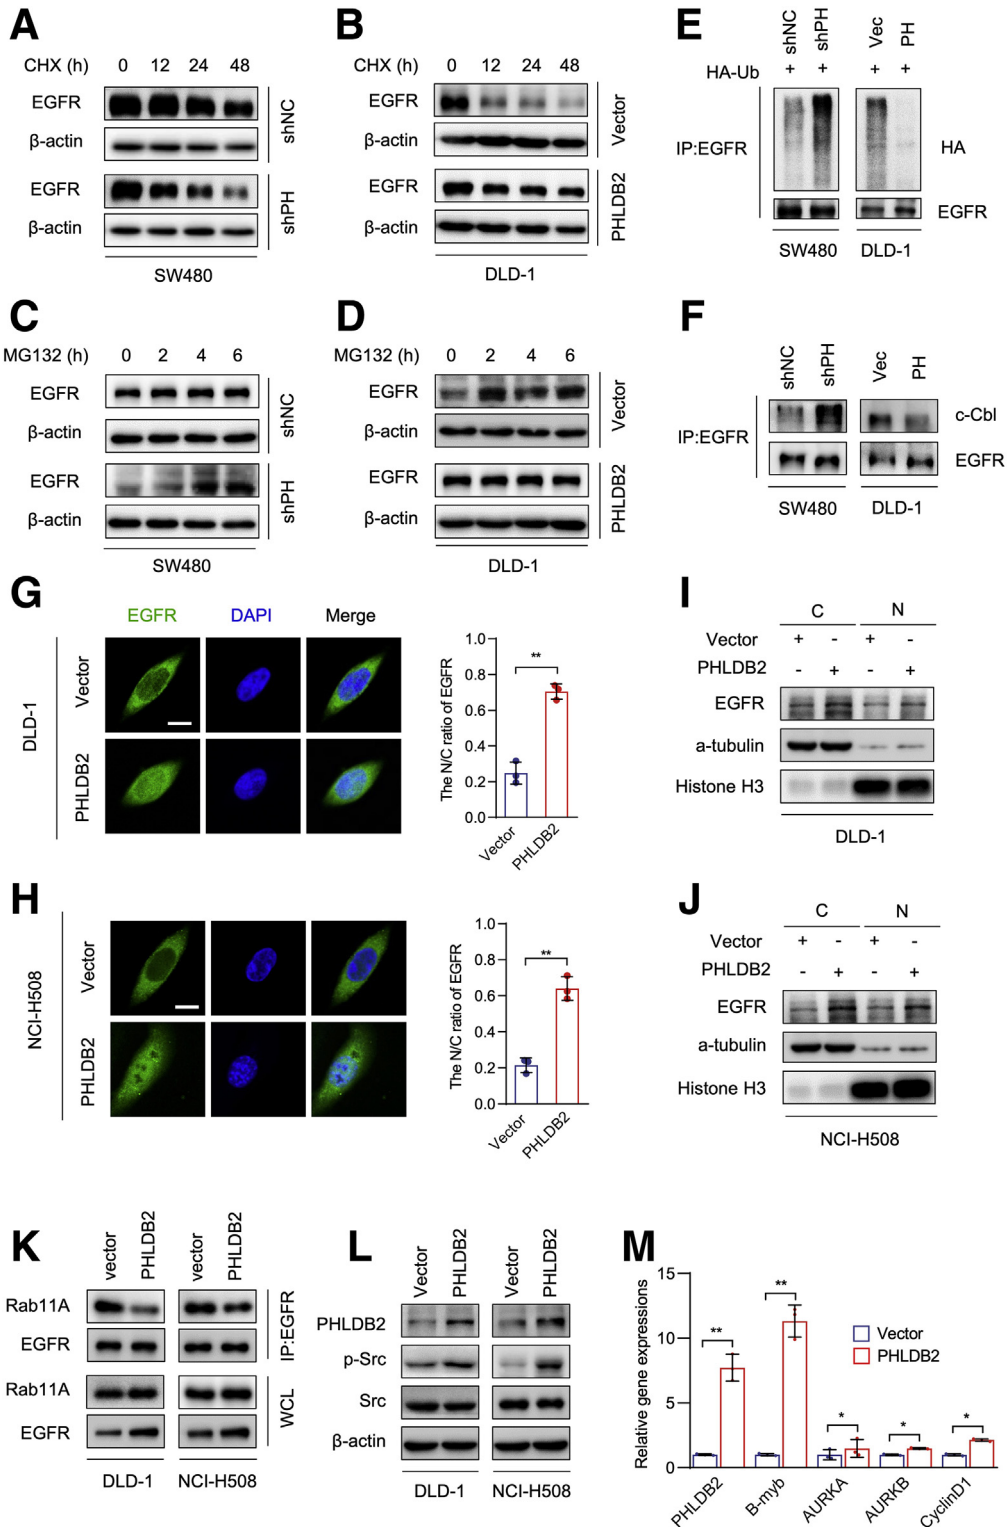 A
CHX (h) 0 12 24 48
EGFR
β-actin
shNC
EGFR
β-actin
shPH
SW480
B
CHX (h) 0 12 24 48
EGFR
β-actin
Vector
EGFR
β-actin
PHLDB2
DLD-1
E
shNC shPH Vec PH
HA-Ub + + + +
IP:EGFR
HA
EGFR
SW480 DLD-1
C
MG132 (h) 0 2 4 6
EGFR
β-actin
shNC
EGFR
β-actin
shPH
SW480
D
MG132 (h) 0 2 4 6
EGFR
β-actin
Vector
EGFR
β-actin
PHLDB2
DLD-1
F
shNC shPH Vec PH
IP:EGFR
c-Cbl
EGFR
SW480 DLD-1
G
EGFR DAPI Merge
DLD-1
Vector
PHLDB2
The N/C ratio of EGFR
1.0
0.8
0.6
0.4
0.2
0.0
**
Vector PHLDB2
I
C N
Vector + - + -
PHLDB2 - + - +
EGFR
a-tubulin
Histone H3
DLD-1
H
NCI-H508
Vector
PHLDB2
The N/C ratio of EGFR
1.0
0.8
0.6
0.4
0.2
0.0
**
Vector PHLDB2
J
C N
Vector + - + -
PHLDB2 - + - +
EGFR
a-tubulin
Histone H3
NCI-H508
K
vector PHLDB2 vector PHLDB2
Rab11A
EGFR
IP:EGFR
Rab11A
EGFR
WCL
DLD-1 NCI-H508
L
Vector PHLDB2 Vector PHLDB2
PHLDB2
p-Src
Src
β-actin
DLD-1 NCI-H508
M
Relative gene expressions
15
10
5
0
** ** * * *
Vector
PHLDB2
PHLDB2 B-myb AURKA AURKB CyclinD1